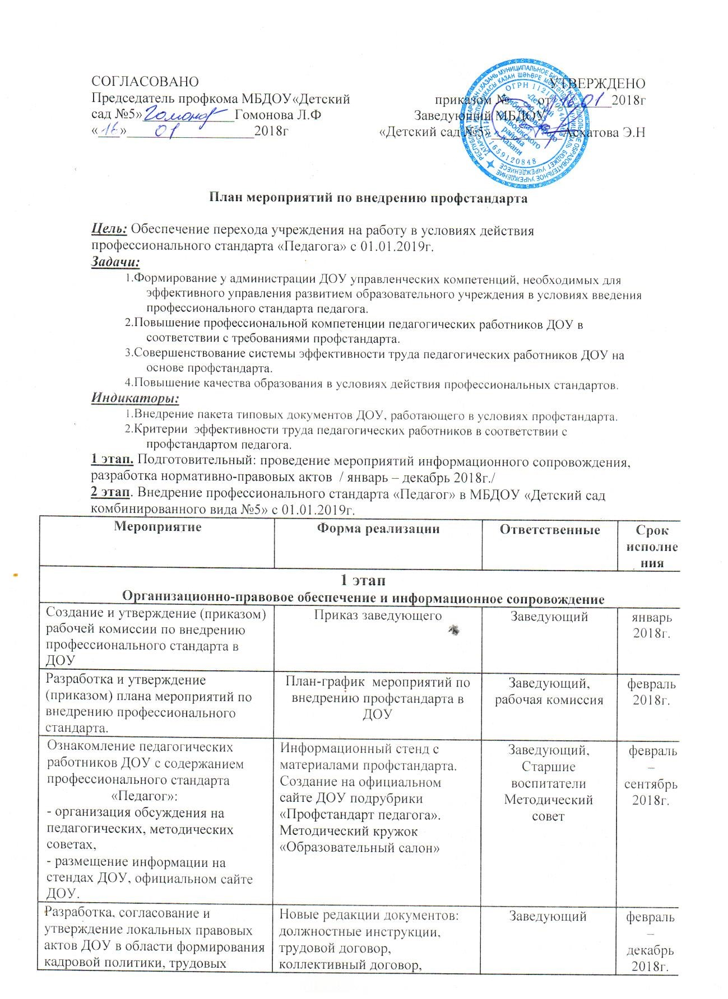 СОГЛАСОВАНО
Председатель профкома МБДОУ«Детский
сад №5»____________Гомонова Л.Ф
«16»_________01_________2018г
УТВЕРЖДЕНО
приказом № от 16.01 2018г
Заведующий МБДОУ
«Детский сад №5»__________Асхатова Э.Н
ОГРН
1659120848
План мероприятий по внедрению профстандарта
Цель: Обеспечение перехода учреждения на работу в условиях действия
профессионального стандарта «Педагога» с 01.01.2019г.
Задачи:
1.Формирование у администрации ДОУ управленческих компетенций, необходимых для
эффективного управления развитием образовательного учреждения в условиях введения
профессионального стандарта педагога.
2.Повышение профессиональной компетенции педагогических работников ДОУ в
соответствии с требованиями профстандарта.
3.Совершенствование системы эффективности труда педагогических работников ДОУ на
основе профстандарта.
4.Повышение качества образования в условиях действия профессиональных стандартов.
Индикаторы:
1.Внедрение пакета типовых документов ДОУ, работающего в условиях профстандарта.
2.Критерии эффективности труда педагогических работников в соответствии с
профстандартом педагога.
1 этап. Подготовительный: проведение мероприятий информационного сопровождения,
разработка нормативно-правовых актов / январь – декабрь 2018г./
2 этап. Внедрение профессионального стандарта «Педагог» в МБДОУ «Детский сад
комбинированного вида №5» с 01.01.2019г.
Мероприятие
Форма реализации
Ответственные
Срок
исполне
ния
1 этап
Организационно-правовое обеспечение и информационное сопровождение
Создание и утверждение (приказом)
рабочей комиссии по внедрению
профессионального стандарта в
ДОУ
Приказ заведующего
Заведующий
январь
2018г.
Разработка и утверждение
(приказом) плана мероприятий по
внедрению профессионального
стандарта.
План-график мероприятий по
внедрению профстандарта в
ДОУ
Заведующий,
рабочая комиссия
февраль
2018г.
Ознакомление педагогических
работников ДОУ с содержанием
профессионального стандарта
«Педагог»:
- организация обсуждения на
педагогических, методических
советах,
- размещение информации на
стендах ДОУ, официальном сайте
ДОУ.
Информационный стенд с
материалами профстандарта.
Создание на официальном
сайте ДОУ подрубрики
«Профстандарт педагога».
Методический кружок
«Образовательный салон»
Заведующий,
Старшие
воспитатели
Методический
совет
февраль
–
сентябрь
2018г.
Разработка, согласование и
утверждение локальных правовых
актов ДОУ в области формирования
кадровой политики, трудовых
Новые редакции документов:
должностные инструкции,
трудовой договор,
коллективный договор,
Заведующий
февраль
–
декабрь
2018г.